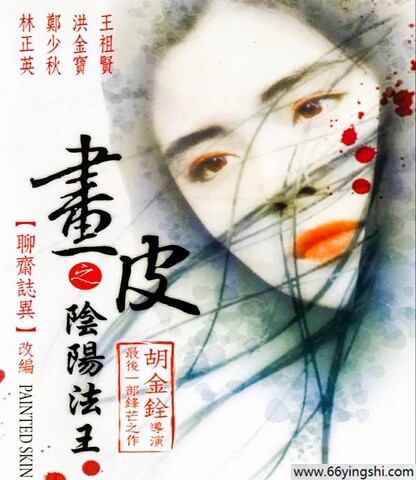 王祖賢
洪金寶
鄭少秋
林正英
畫皮
之
陰陽法王
【聊齋誌異】改編
PAINTED SKIN
胡金銓導演
最後一部鋒芒之作
www.66yingshi.com